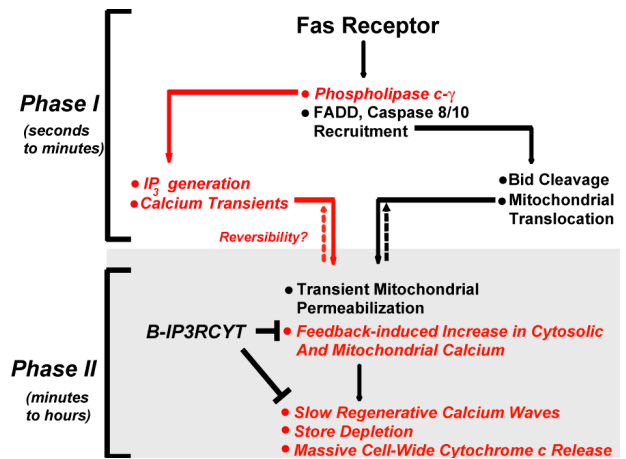 Fas Receptor
Phase I
(seconds
to minutes)
• Phospholipase c-γ
• FADD, Caspase 8/10
Recruitment
• IP3 generation
• Calcium Transients
• Bid Cleavage
• Mitochondrial
Translocation
Reversibility?
Phase II
(minutes
to hours)
• Transient Mitochondrial
Permeabilization
B-IP3RCYT
• Feedback-induced Increase in Cytosolic
And Mitochondrial Calcium
• Slow Regenerative Calcium Waves
• Store Depletion
• Massive Cell-Wide Cytochrome c Release